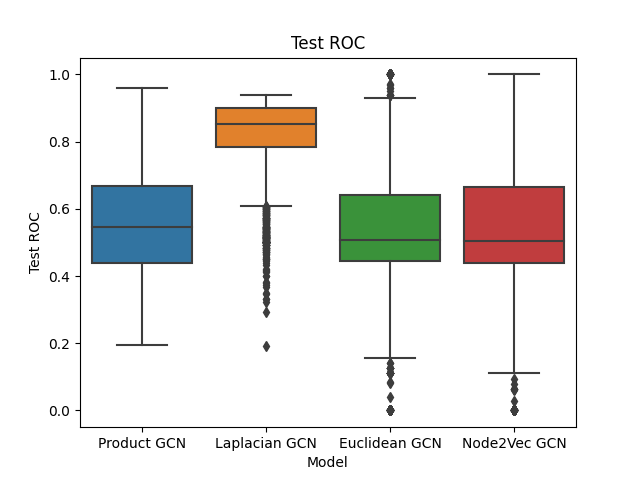 Test ROC
Test ROC
1.0
0.8
0.6
0.4
0.2
0.0
Product GCN
Laplacian GCN
Euclidean GCN
Node2Vec GCN
Model